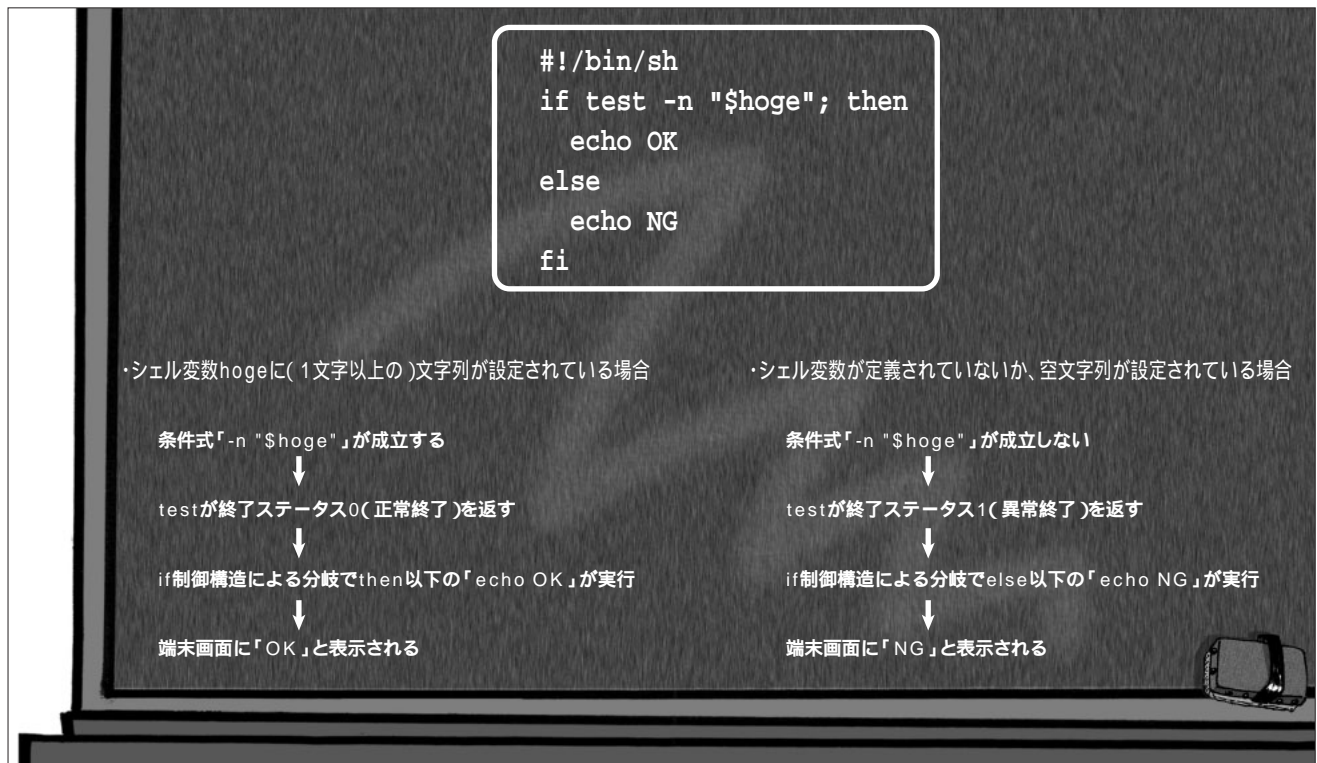 #!/bin/sh
if test -n "$hoge"; then
  echo OK
else
  echo NG
fi
・シェル変数hogeに(1文字以上の)文字列が設定されている場合
条件式「-n "$hoge"」が成立する
testが終了ステータス0(正常終了)を返す
if制御構造による分岐でthen以下の「echo OK」が実行
端末画面に「OK」と表示される
・シェル変数が定義されていないか、空文字列が設定されている場合
条件式「-n "$hoge"」が成立しない
testが終了ステータス1(異常終了)を返す
if制御構造による分岐でelse以下の「echo NG」が実行
端末画面に「NG」と表示される